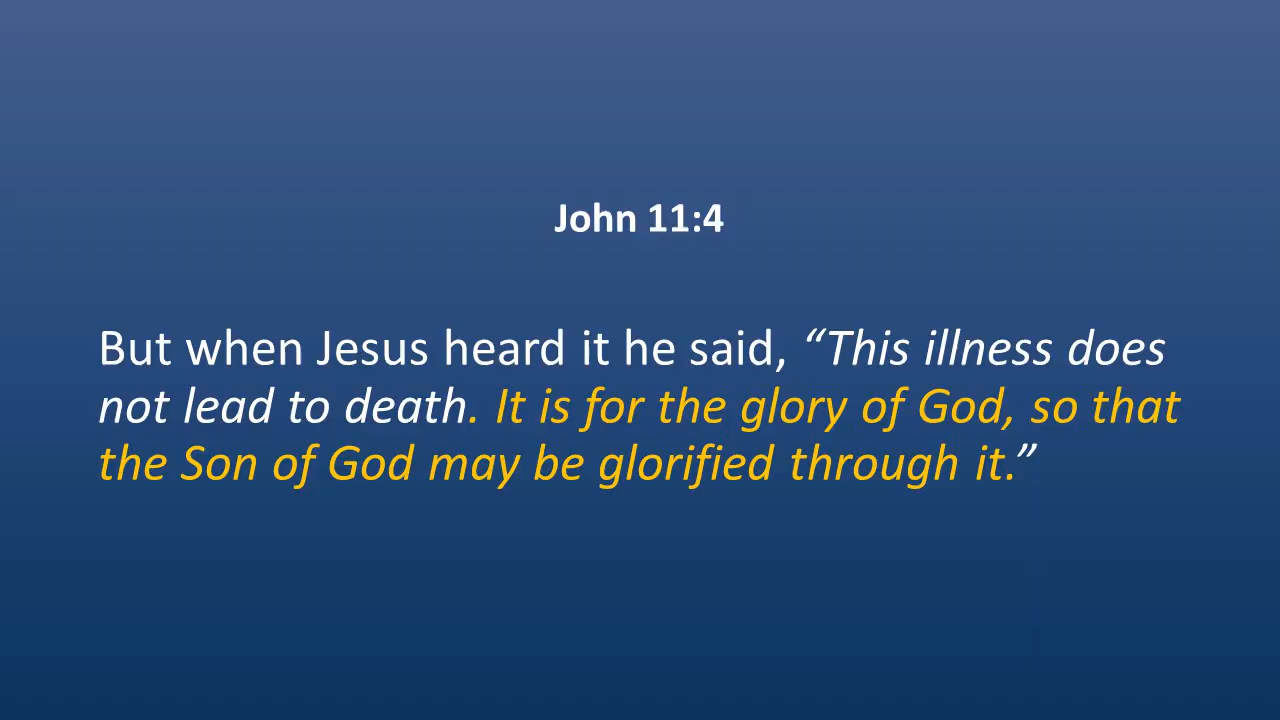 John 11:4
But when Jesus heard it he said, “This illness does
not lead to death. It is for the glory of God, so that
the Son of God may be glorified through it.”